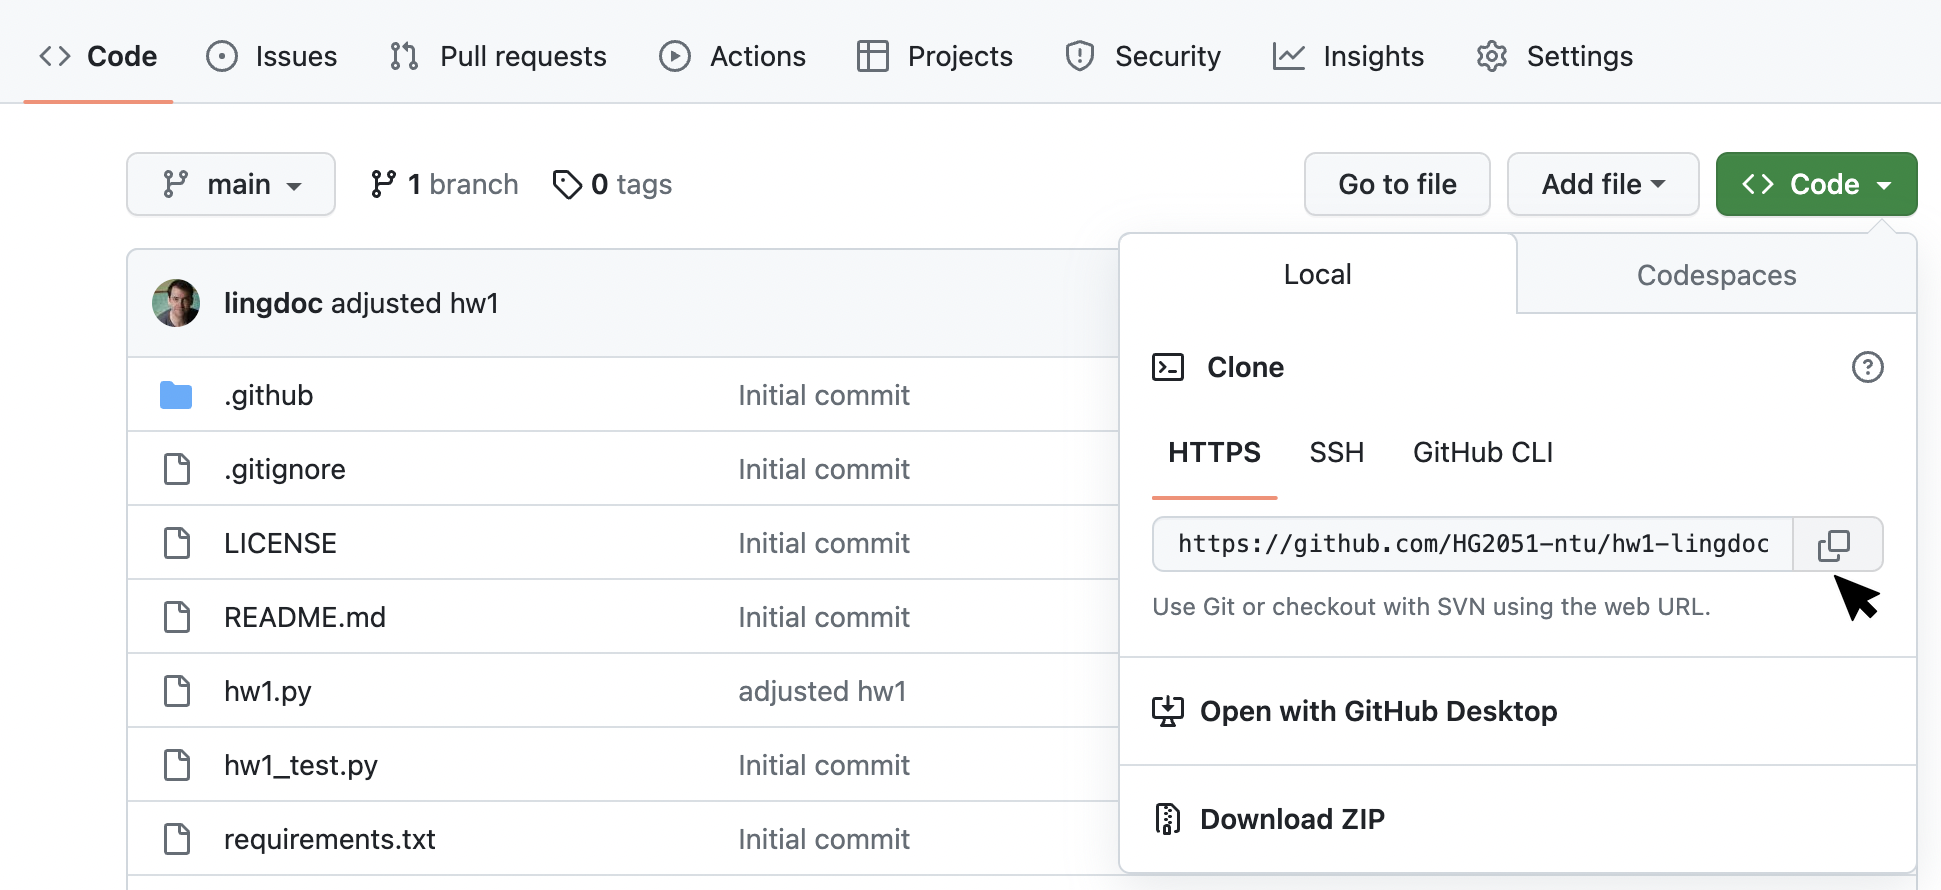 Code Issues Pull requests Actions Projects Security Insights Settings
main 1 branch 0 tags Go to file Add file Code
lingdoc adjusted hw1
.github Initial commit
.gitignore Initial commit
LICENSE Initial commit
README.md Initial commit
hw1.py adjusted hw1
hw1_test.py Initial commit
requirements.txt Initial commit
Local Codespaces
Clone
HTTPS SSH GitHub CLI
https://github.com/HG2051-ntu/hw1-lingdoc
Use Git or checkout with SVN using the web URL.
Open with GitHub Desktop
Download ZIP